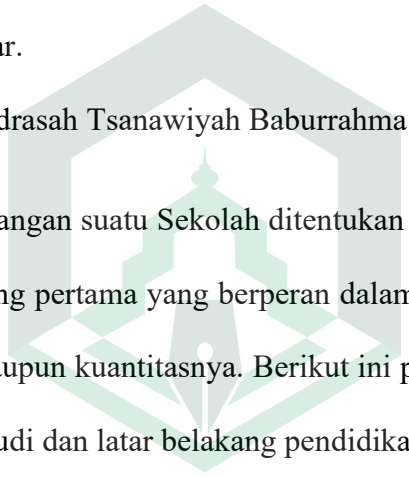 ar.
drasah Tsanawiyah Baburrahma
angan suatu Sekolah ditentukan
ng pertama yang berperan dalam
upun kuantitasnya. Berikut ini p
udi dan latar belakang pendidika